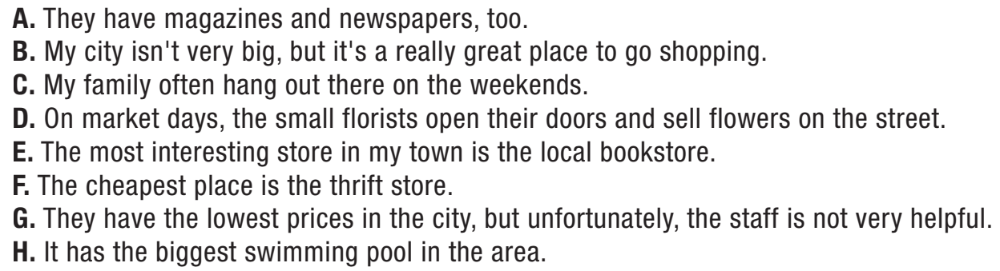 A. They have magazines and newspapers, too.
B. My city isn't very big, but it's a really great place to go shopping.
C. My family often hang out there on the weekends.
D. On market days, the small florists open their doors and sell flowers on the street.
E. The most interesting store in my town is the local bookstore.
F. The cheapest place is the thrift store.
G. They have the lowest prices in the city, but unfortunately, the staff is not very helpful.
H. It has the biggest swimming pool in the area.